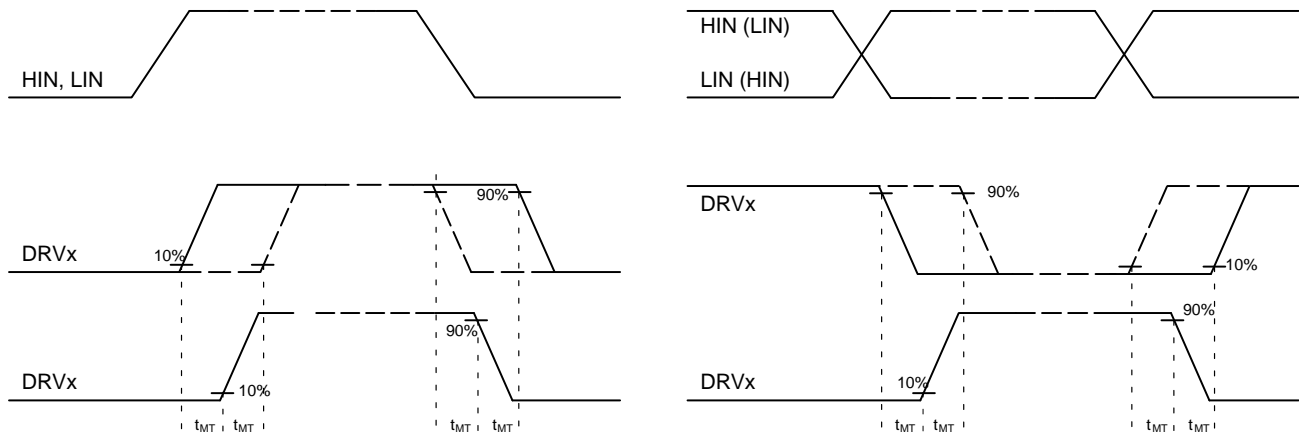 HIN, LIN
DRVx
10%
90%
DRVx
10%
90%
tMT tMT tMT tMT
HIN (LIN)
LIN (HIN)
DRVx
90%
10%
DRVx
10%
90%
tMT tMT tMT tMT